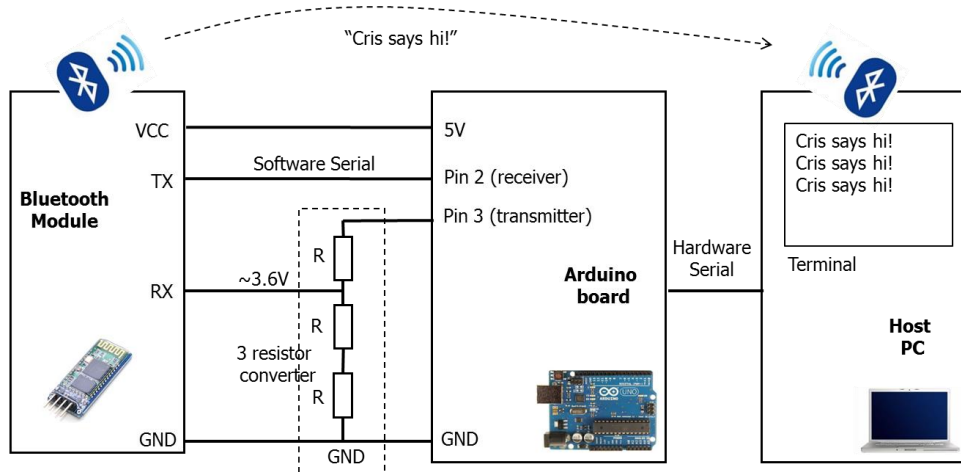 “Cris says hi!”
VCC
5V
Software Serial
TX
Pin 2 (receiver)
Bluetooth
Module
Pin 3 (transmitter)
R
~3.6V
RX
R
3 resistor
converter
R
GND
GND
GND
Arduino
board
UNO
ARDUINO
Hardware
Serial
Cris says hi!
Cris says hi!
Cris says hi!
Terminal
Host
PC